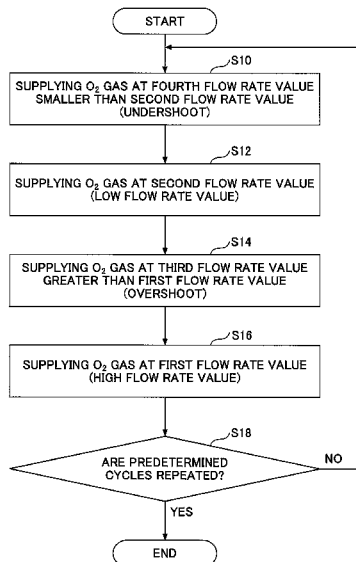 START
S10
SUPPLYING O₂ GAS AT FOURTH FLOW RATE VALUE
SMALLER THAN SECOND FLOW RATE VALUE
(UNDERSHOOT)
S12
SUPPLYING O₂ GAS AT SECOND FLOW RATE VALUE
(LOW FLOW RATE VALUE)
S14
SUPPLYING O₂ GAS AT THIRD FLOW RATE VALUE
GREATER THAN FIRST FLOW RATE VALUE
(OVERSHOOT)
S16
SUPPLYING O₂ GAS AT FIRST FLOW RATE VALUE
(HIGH FLOW RATE VALUE)
S18
ARE PREDETERMINED
CYCLES REPEATED?
NO
YES
END